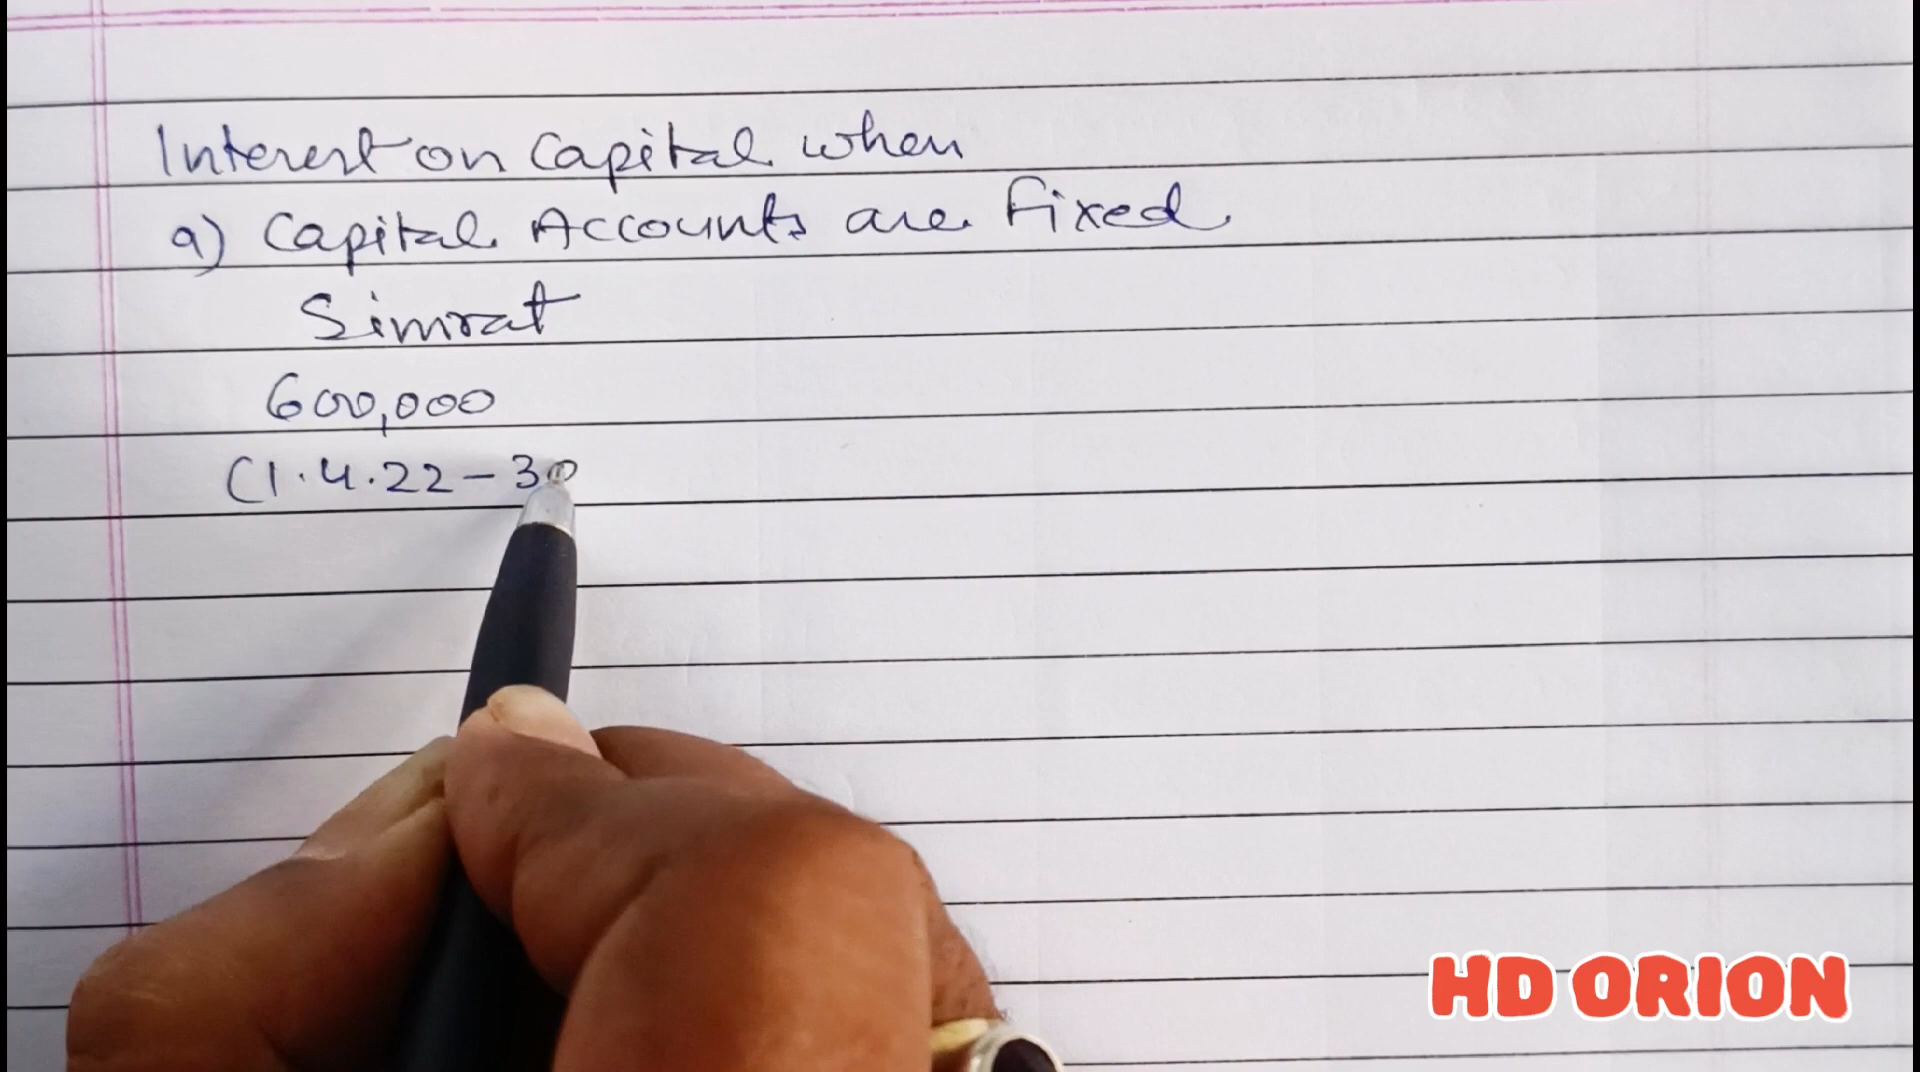 Interest on Capital when
a) Capital Accounts are Fixed
Simrat
600,000
(1.4.22-30
HD ORION